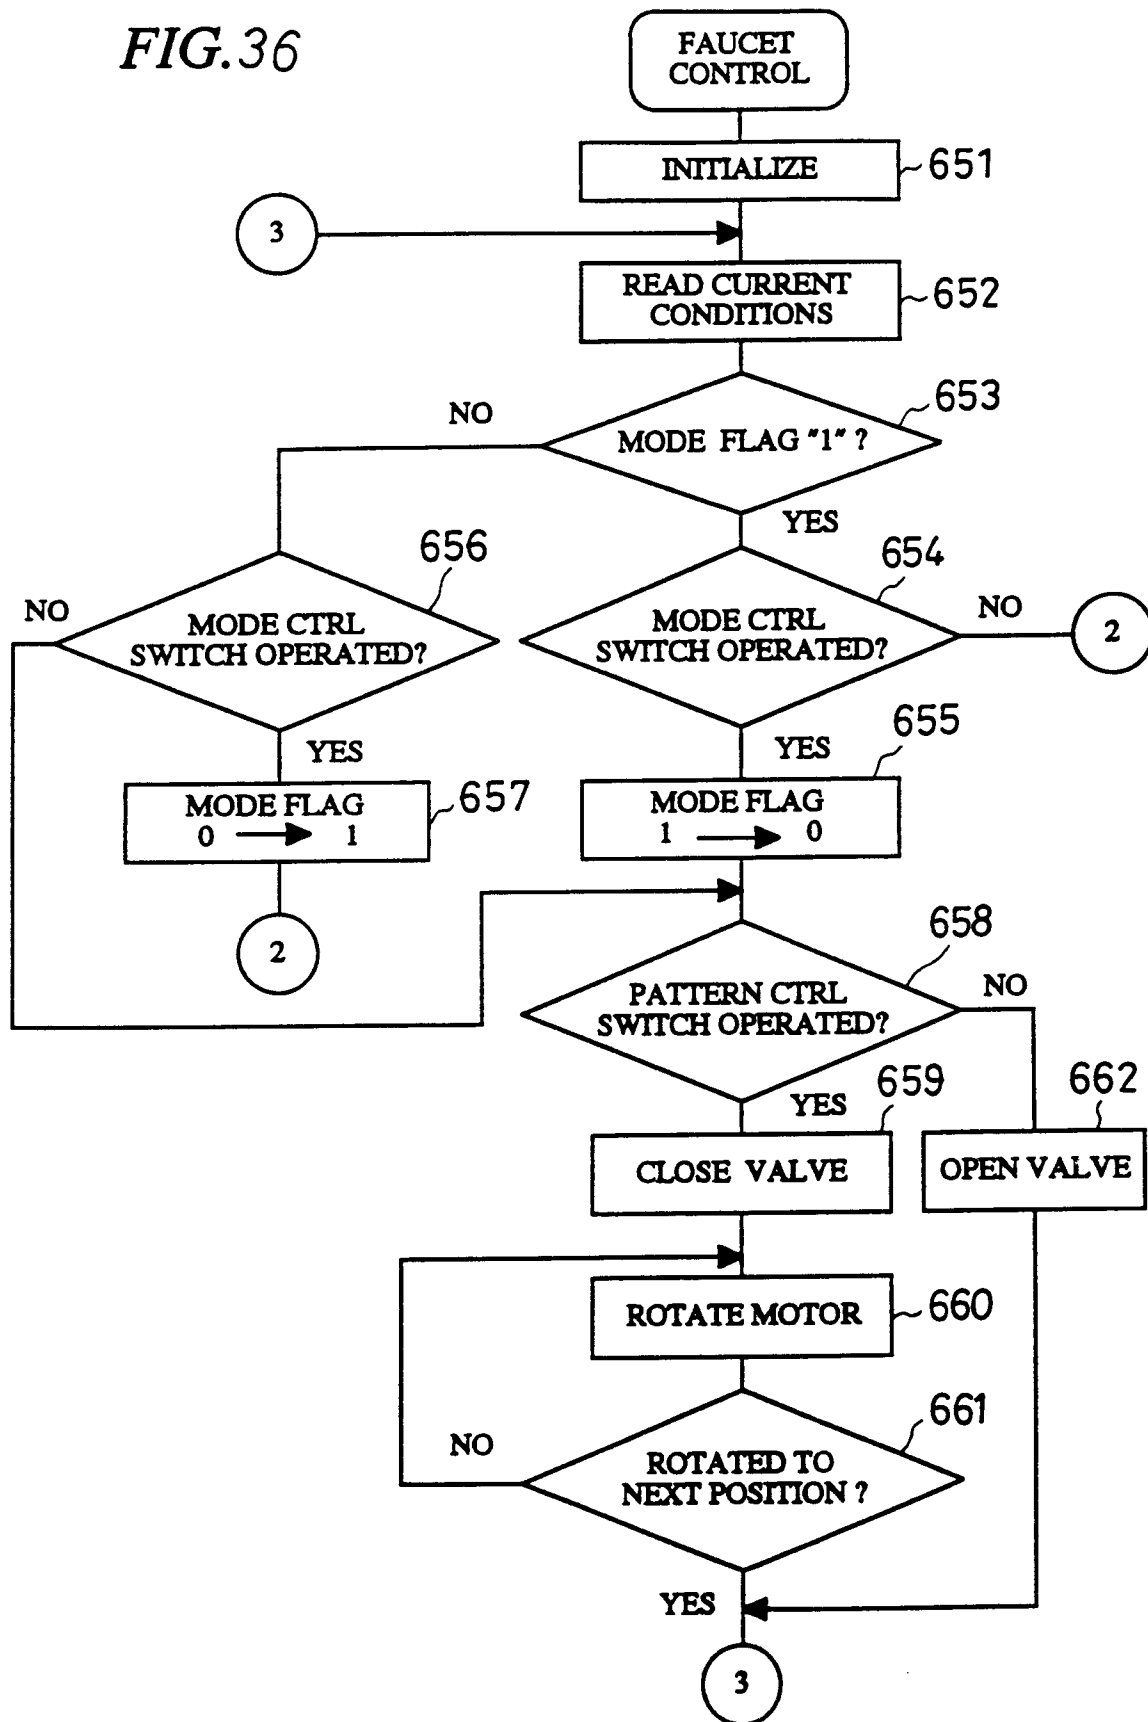 FIG.36
FAUCET
CONTROL
INITIALIZE
651
3
READ CURRENT
CONDITIONS
652
653
NO
MODE FLAG "1" ?
YES
656
654
NO
MODE CTRL
SWITCH OPERATED?
MODE CTRL
SWITCH OPERATED?
NO
2
YES
YES
655
MODE FLAG
0 → 1
657
MODE FLAG
1 → 0
2
658
PATTERN CTRL
SWITCH OPERATED?
NO
YES
659
662
CLOSE VALVE
OPEN VALVE
ROTATE MOTOR
660
661
NO
ROTATED TO
NEXT POSITION ?
YES
3